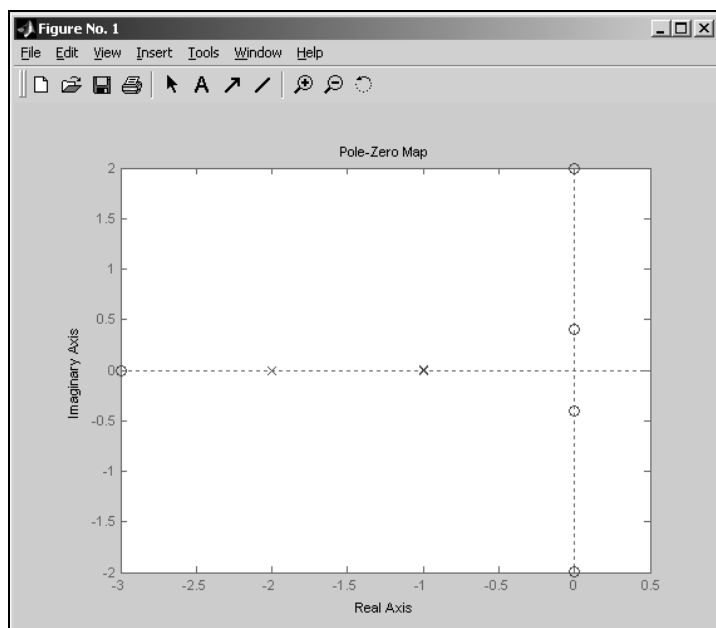 Figure No. 1
File Edit View Insert Tools Window Help
A
Pole-Zero Map
2
1.5
1
0.5
0
-0.5
-1
-1.5
-2
Imaginary Axis
-3 -2.5 -2 -1.5 -1 -0.5 0 0.5
Real Axis